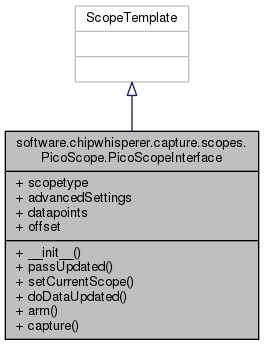 ScopeTemplate
software.chipwhisperer.capture.scopes.
PicoScope.PicoScopeInterface
+ scopetype
+ advancedSettings
+ datapoints
+ offset
+ __init__()
+ passUpdated()
+ setCurrentScope()
+ doDataUpdated()
+ arm()
+ capture()